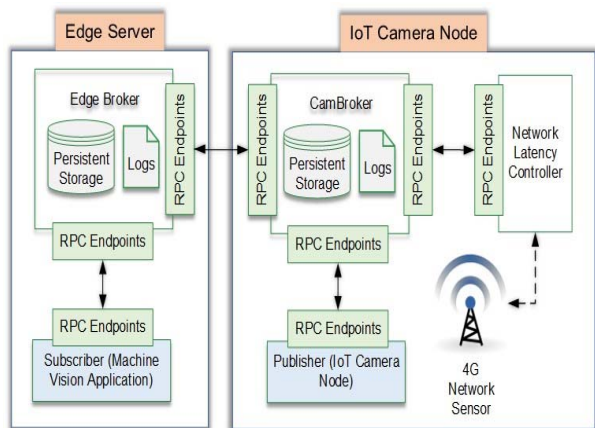 Edge Server
Edge Broker
Persistent
Storage
Logs
RPC Endpoints
RPC Endpoints
RPC Endpoints
Subscriber (Machine
Vision Application)
IoT Camera Node
RPC Endpoints
CamBroker
Persistent
Storage
Logs
RPC Endpoints
RPC Endpoints
RPC Endpoints
Publisher (IoT Camera
Node)
RPC Endpoints
Network
Latency
Controller
4G
Network
Sensor